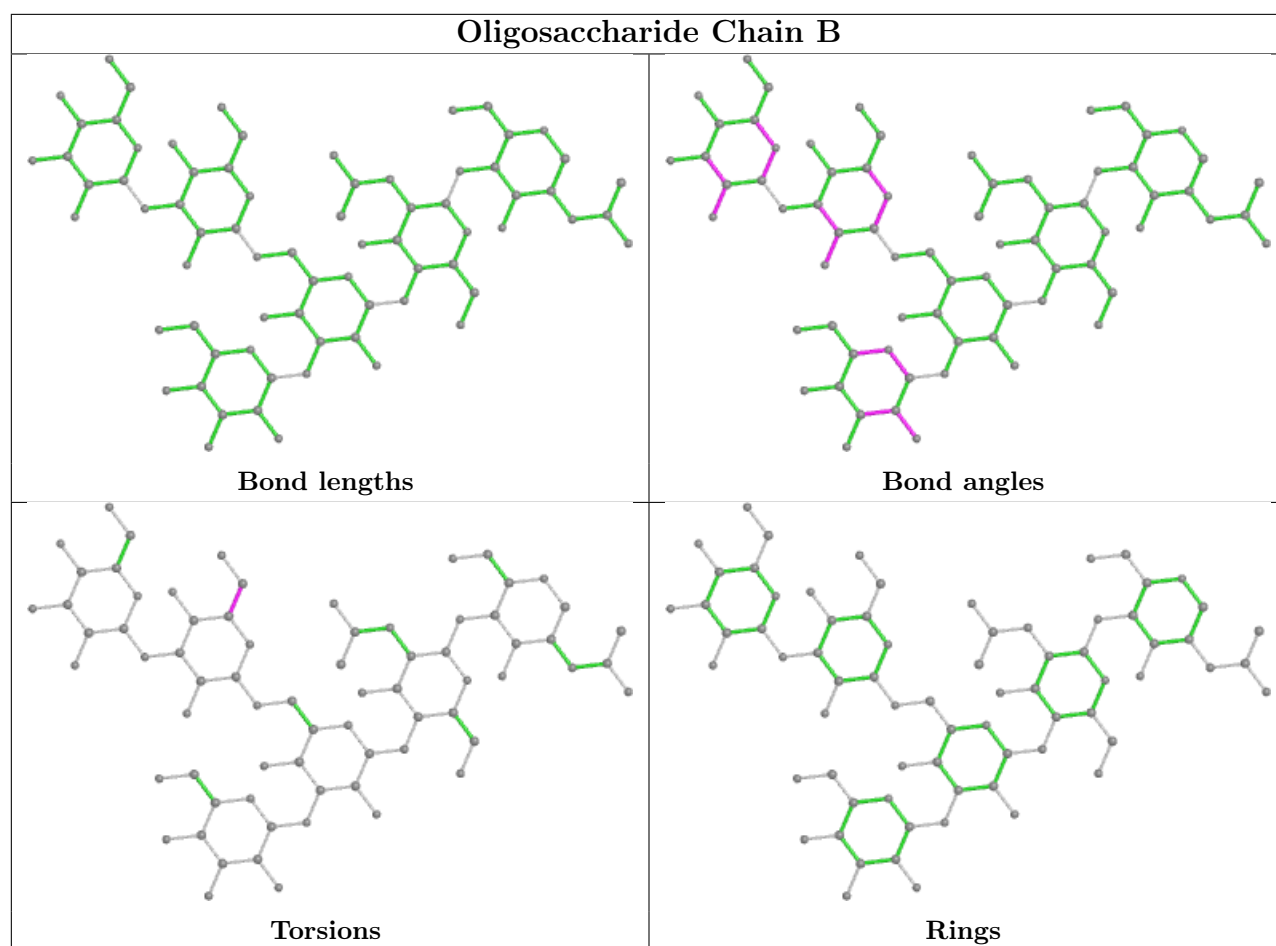 Oligosaccharide Chain B
Bond lengths
Bond angles
Torsions
Rings